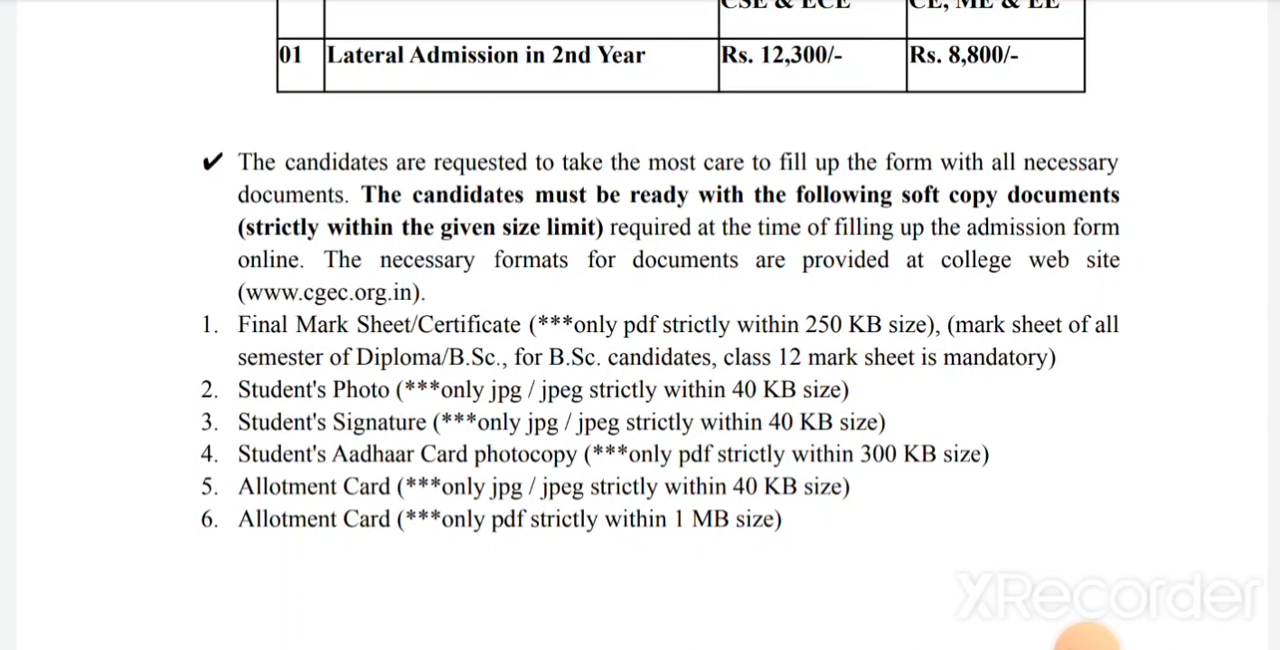 CSE & ECE CE, ME & EE
01 Lateral Admission in 2nd Year Rs. 12,300/- Rs. 8,800/-
✔ The candidates are requested to take the most care to fill up the form with all necessary
documents. The candidates must be ready with the following soft copy documents
(strictly within the given size limit) required at the time of filling up the admission form
online. The necessary formats for documents are provided at college web site
(www.cgec.org.in).
1. Final Mark Sheet/Certificate (***only pdf strictly within 250 KB size), (mark sheet of all
semester of Diploma/B.Sc., for B.Sc. candidates, class 12 mark sheet is mandatory)
2. Student's Photo (***only jpg / jpeg strictly within 40 KB size)
3. Student's Signature (***only jpg / jpeg strictly within 40 KB size)
4. Student's Aadhaar Card photocopy (***only pdf strictly within 300 KB size)
5. Allotment Card (***only jpg / jpeg strictly within 40 KB size)
6. Allotment Card (***only pdf strictly within 1 MB size)
XRecorder